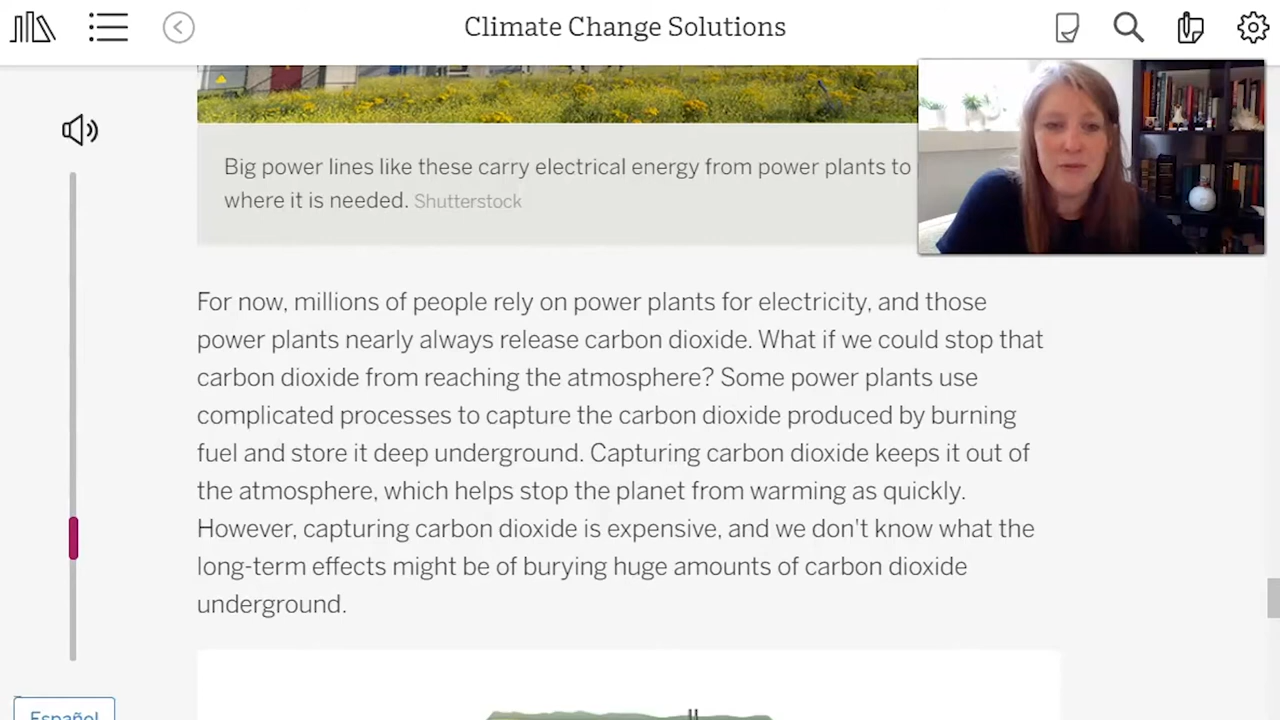 Climate Change Solutions
Big power lines like these carry electrical energy from power plants to
where it is needed. Shutterstock
For now, millions of people rely on power plants for electricity, and those
power plants nearly always release carbon dioxide. What if we could stop that
carbon dioxide from reaching the atmosphere? Some power plants use
complicated processes to capture the carbon dioxide produced by burning
fuel and store it deep underground. Capturing carbon dioxide keeps it out of
the atmosphere, which helps stop the planet from warming as quickly.
However, capturing carbon dioxide is expensive, and we don't know what the
long-term effects might be of burying huge amounts of carbon dioxide
underground.
Español